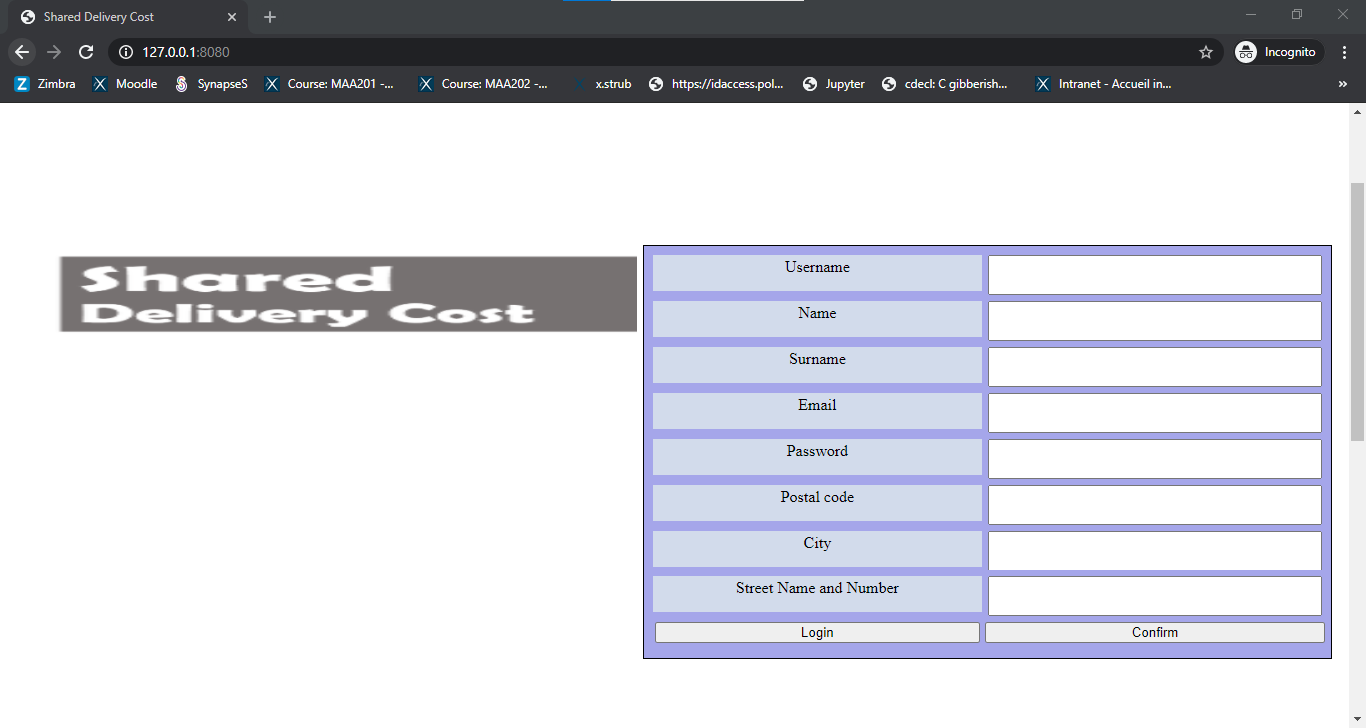 Shared Delivery Cost
127.0.0.1:8080
Incognito
Zimbra
Moodle
SynapseS
Course: MAA201 -...
Course: MAA202 -...
x.strub
https://idaccess.pol...
Jupyter
cdecl: C gibberish...
Intranet - Accueil in...
»
Shared
Delivery Cost
Username
Name
Surname
Email
Password
Postal code
City
Street Name and Number
Login
Confirm